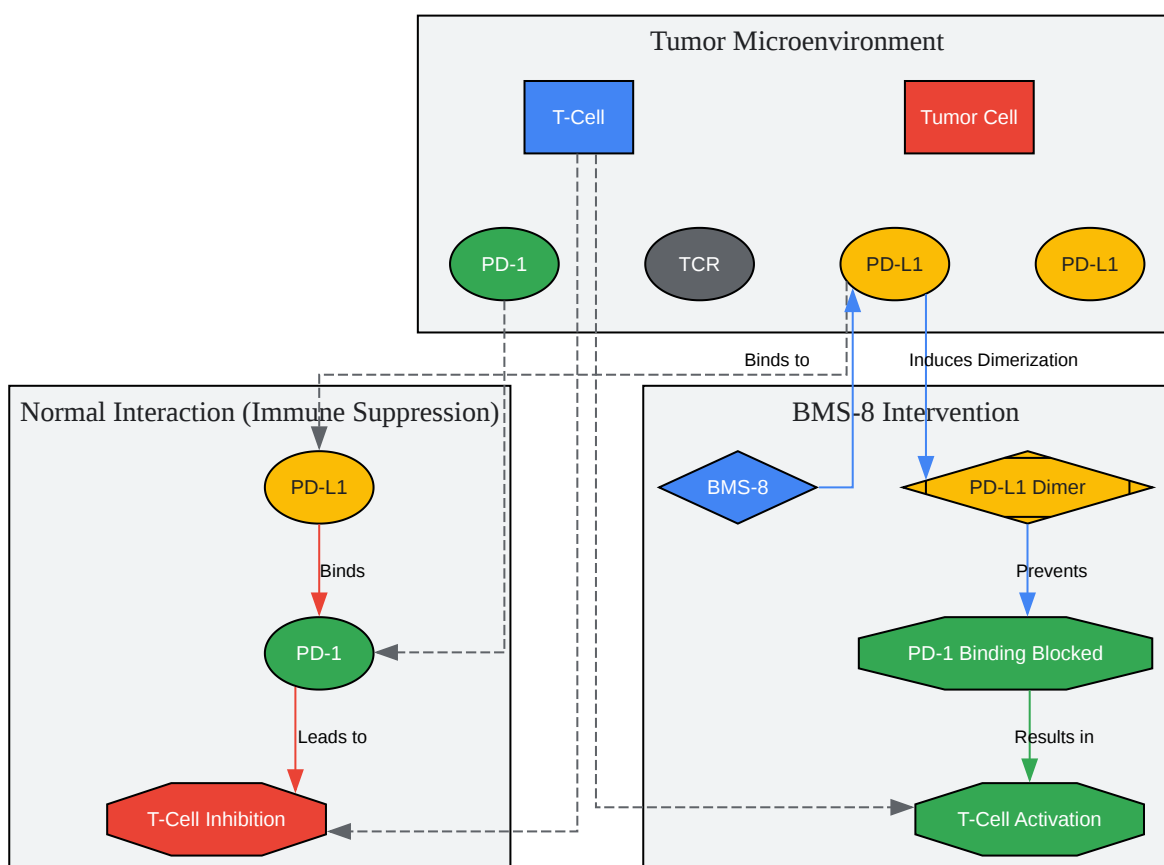 Tumor Microenvironment
T-Cell
Tumor Cell
PD-1
TCR
PD-L1
PD-L1
Binds to
Induces Dimerization
Normal Interaction (Immune Suppression)
BMS-8 Intervention
PD-L1
BMS-8
PD-L1 Dimer
Binds
Prevents
PD-1
PD-1 Binding Blocked
Leads to
Results in
T-Cell Inhibition
T-Cell Activation